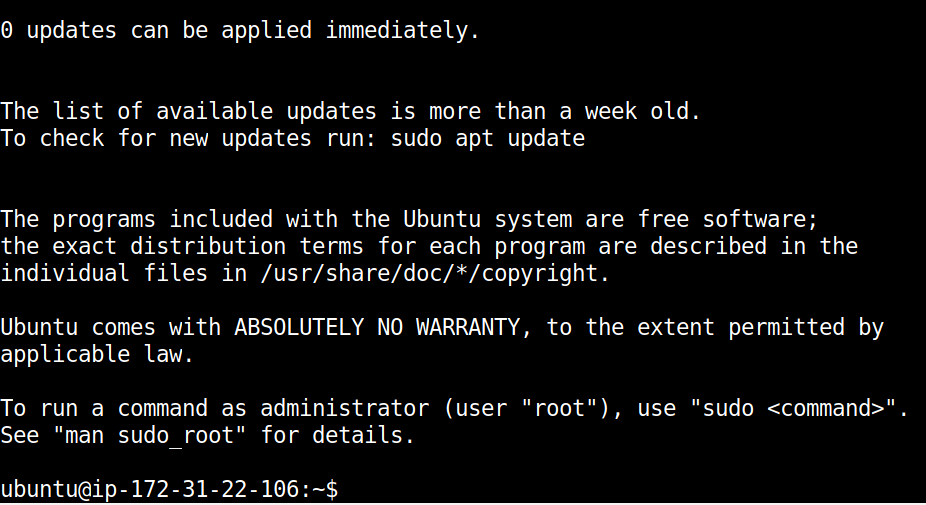 0 updates can be applied immediately.
The list of available updates is more than a week old.
To check for new updates run: sudo apt update
The programs included with the Ubuntu system are free software;
the exact distribution terms for each program are described in the
individual files in /usr/share/doc/*/copyright.
Ubuntu comes with ABSOLUTELY NO WARRANTY, to the extent permitted by
applicable law.
To run a command as administrator (user "root"), use "sudo <command>".
See "man sudo_root" for details.
ubuntu@ip-172-31-22-106:~$